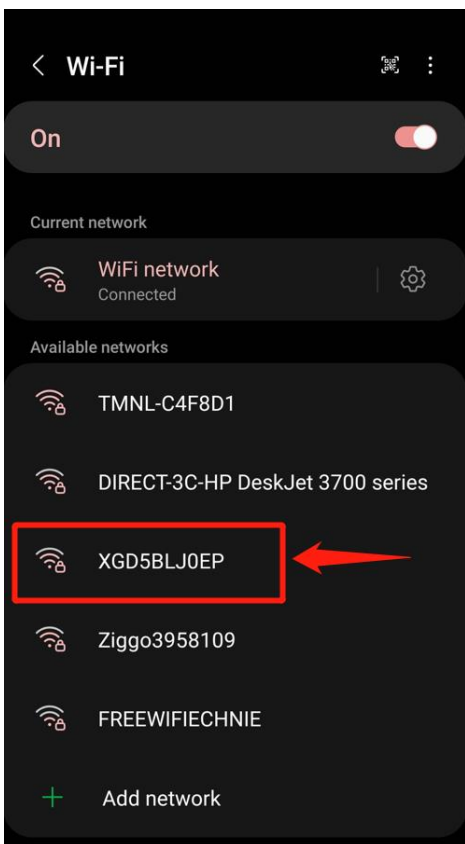 Wi-Fi
On
Current network
WiFi network
Connected
Available networks
TMNL-C4F8D1
DIRECT-3C-HP DeskJet 3700 series
XGD5BLJ0EP
Ziggo3958109
FREEWIFIECHNIE
Add network